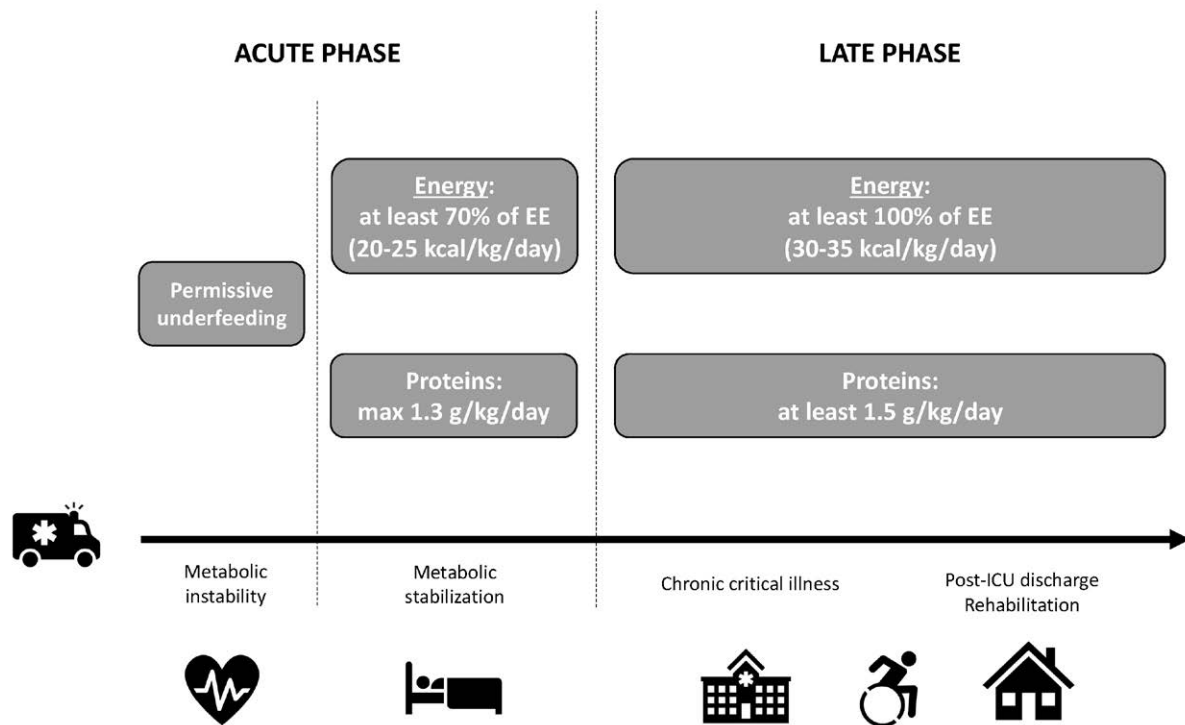 ACUTE PHASE
LATE PHASE
Permissive
underfeeding
Energy:
at least 70% of EE
(20-25 kcal/kg/day)
Proteins:
max 1.3 g/kg/day
Energy:
at least 100% of EE
(30-35 kcal/kg/day)
Proteins:
at least 1.5 g/kg/day
Metabolic
instability
Metabolic
stabilization
Chronic critical illness
Post-ICU discharge
Rehabilitation